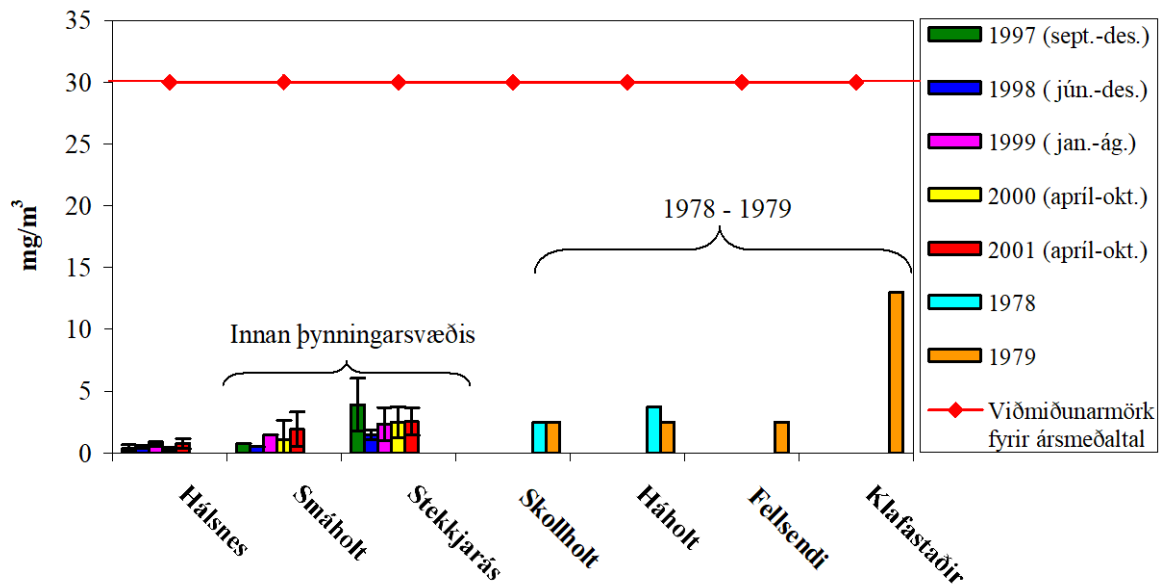 35
30
25
20
15
10
5
0
mg/m³
1978 - 1979
Innan þynningarsvæðis
Hálsnes
Smáholt
Stekkjarás
Skollholt
Háholt
Fellsendi
Klafastaðir
1997 (sept.-des.)
1998 ( jún.-des.)
1999 ( jan.-ág.)
2000 (apríl-okt.)
2001 (apríl-okt.)
1978
1979
Viðmiðunarmörk
fyrir ársmeðaltal